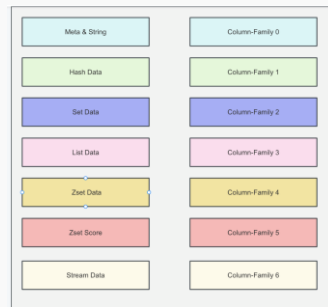 Meta & String
Column-Family 0
Hash Data
Column-Family 1
Set Data
Column-Family 2
List Data
Column-Family 3
Zset Data
Column-Family 4
Zset Score
Column-Family 5
Stream Data
Column-Family 6